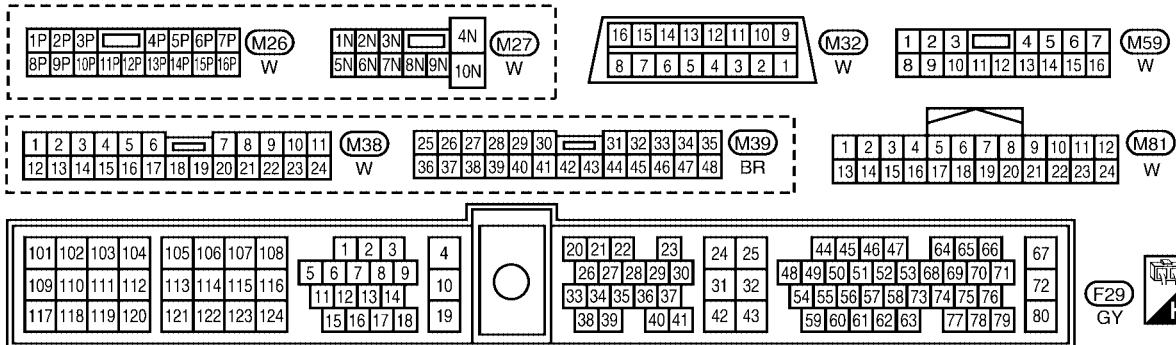 1P 2P 3P 4P 5P 6P 7P
8P 9P 10P 11P 12P 13P 14P 15P 16P
M26
W
1N 2N 3N 4N
5N 6N 7N 8N 9N 10N
M27
W
16 15 14 13 12 11 10 9
8 7 6 5 4 3 2 1
M32
W
1 2 3 4 5 6 7
8 9 10 11 12 13 14 15 16
M59
W
1 2 3 4 5 6 7 8 9 10 11
12 13 14 15 16 17 18 19 20 21 22 23 24
M38
W
25 26 27 28 29 30 31 32 33 34 35
36 37 38 39 40 41 42 43 44 45 46 47 48
M39
BR
1 2 3 4 5 6 7 8 9 10 11 12
13 14 15 16 17 18 19 20 21 22 23 24
M81
W
101 102 103 104 105 106 107 108
109 110 111 112 113 114 115 116
117 118 119 120 121 122 123 124
1 2 3
5 6 7 8 9
11 12 13 14
15 16 17 18
4
10
19
20 21 22 23
26 27 28 29 30
33 34 35 36 37
38 39 40 41
24 25
31 32
42 43
44 45 46 47 64 65 66
48 49 50 51 52 53 68 69 70 71
54 55 56 57 58 73 74 75 76
59 60 61 62 63 77 78 79
67
72
80
F29
GY